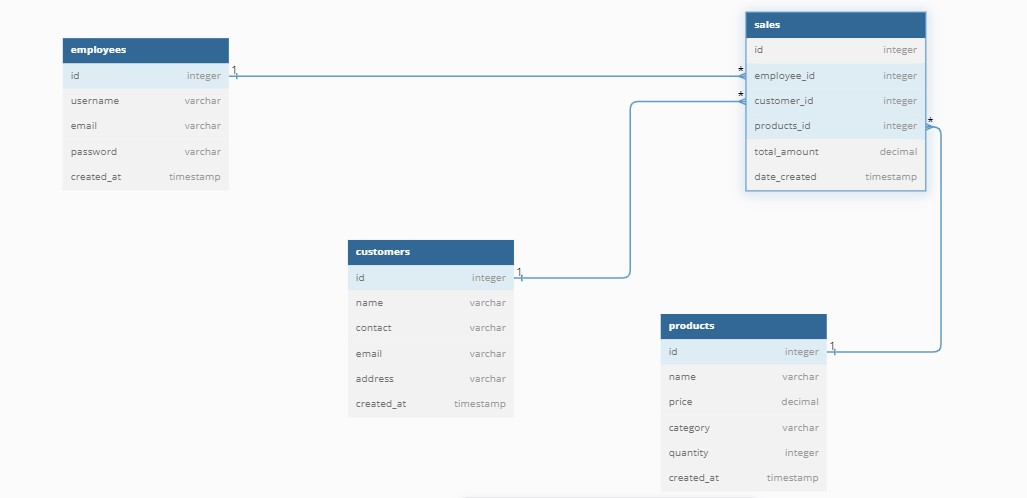 employees
id integer
username varchar
email varchar
password varchar
created_at timestamp
1
*
*
*
sales
id integer
employee_id integer
customer_id integer
products_id integer
total_amount decimal
date_created timestamp
customers
id integer
name varchar
contact varchar
email varchar
address varchar
created_at timestamp
1
products
id integer
name varchar
price decimal
category varchar
quantity integer
created_at timestamp
1